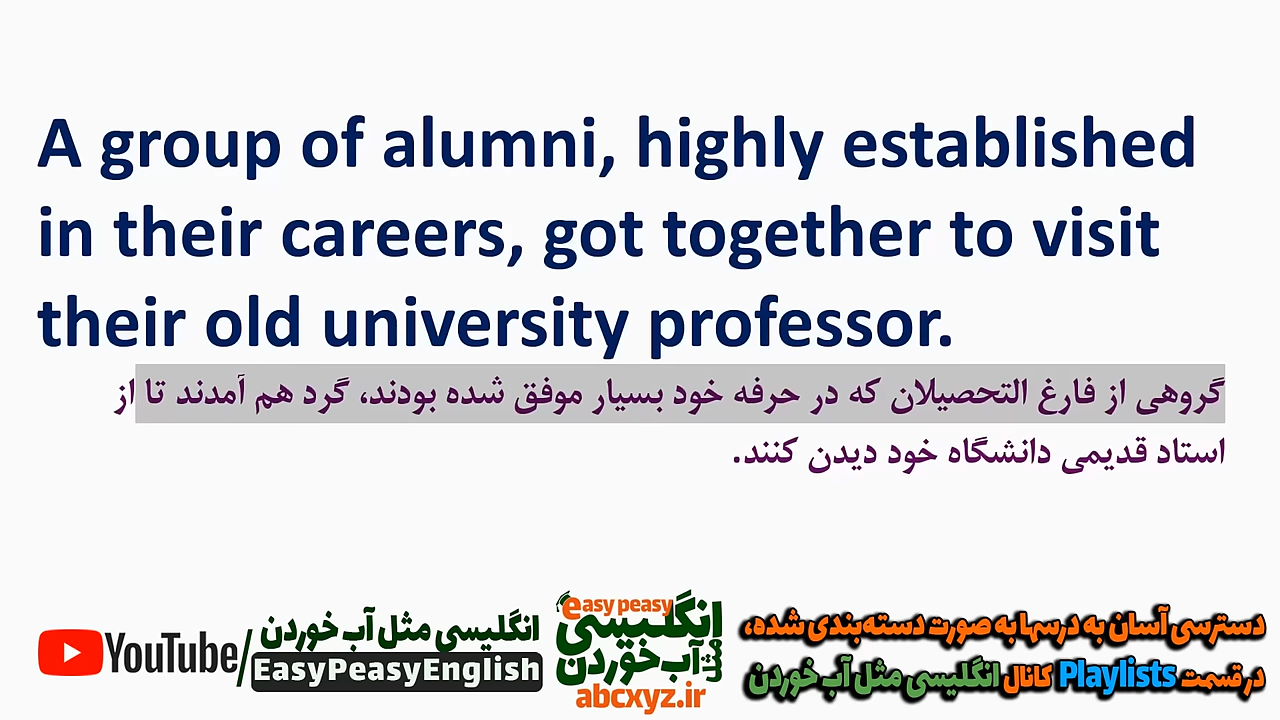 A group of alumni, highly established
in their careers, got together to visit
their old university professor.
گروهی از فارغ التحصیلان که در حرفه خود بسیار موفق شده بودند، گرد هم آمدند تا از
استاد قدیمی دانشگاه خود دیدن کنند.
YouTube/
انگلیسی مثل آب خوردن
EasyPeasyEnglish
easy peasy
انگلیسی
مثل آب خوردن
abcxyz.ir
دسترسی آسان به درسها به صورت دسته‌بندی شده،
در قسمت Playlists کانال انگلیسی مثل آب خوردن